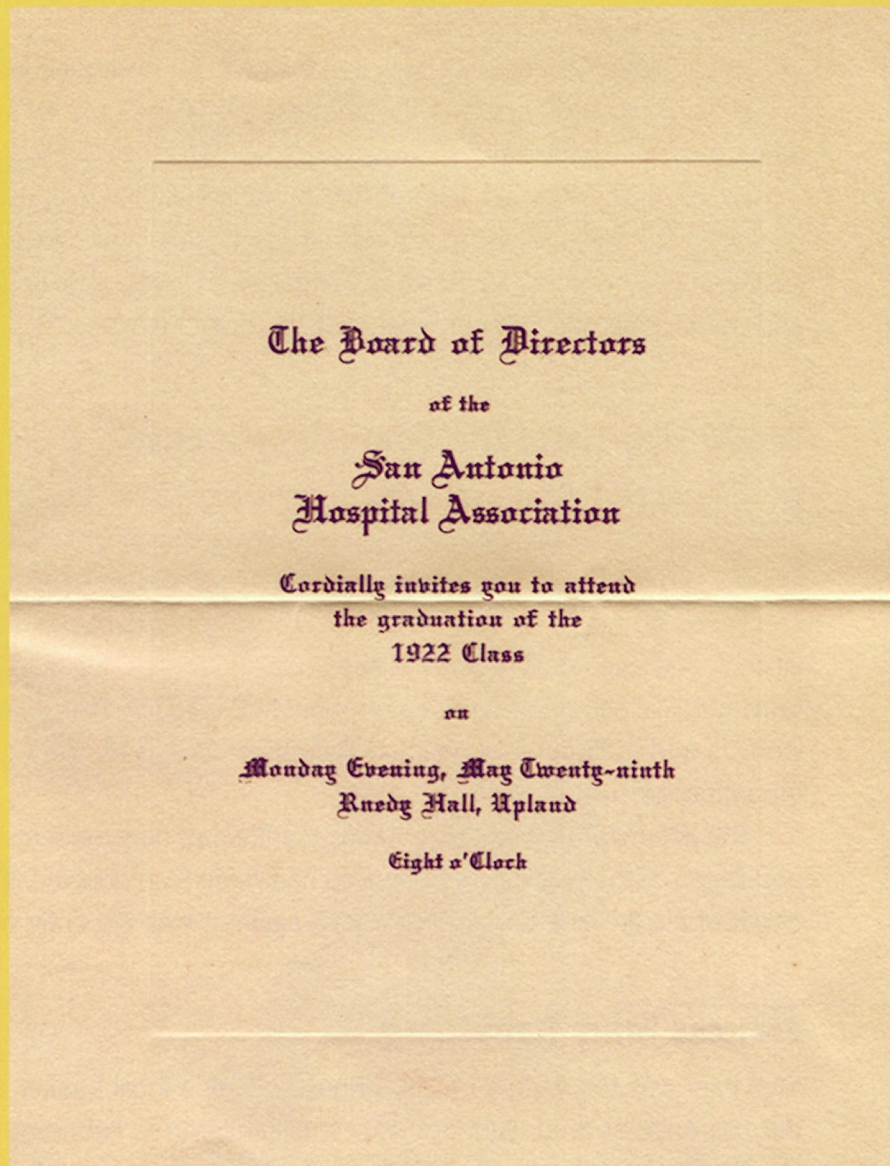 The Board of Directors
of the
San Antonio
Hospital Association
Cordially invites you to attend
the graduation of the
1922 Class
on
Monday Evening, May Twenty-ninth
Ruedy Hall, Upland
Eight o'Clock